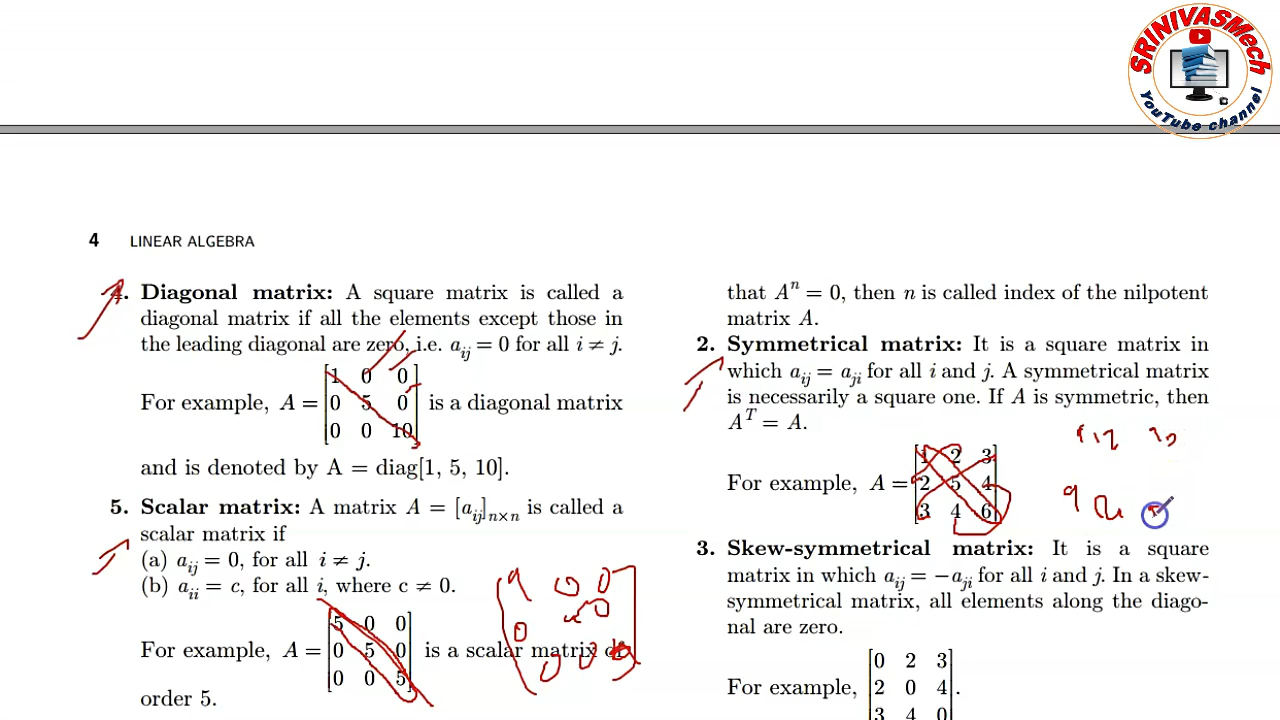 SRINIVASMech
YouTube channel
4 LINEAR ALGEBRA
4. Diagonal matrix: A square matrix is called a
diagonal matrix if all the elements except those in
the leading diagonal are zero, i.e. aij = 0 for all i ≠ j.
1 0 0
For example, A = 0 5 0 is a diagonal matrix
0 0 10
and is denoted by A = diag[1, 5, 10].
5. Scalar matrix: A matrix A = [aij]n×n is called a
scalar matrix if
(a) aij = 0, for all i ≠ j.
(b) aii = c, for all i, where c ≠ 0.
5 0 0
For example, A = 0 5 0 is a scalar matrix of
0 0 5
order 5.
0 0
0 0
0 0
that Aⁿ = 0, then n is called index of the nilpotent
matrix A.
2. Symmetrical matrix: It is a square matrix in
which aij = aji for all i and j. A symmetrical matrix
is necessarily a square one. If A is symmetric, then
Aᵀ = A.
1 2 3
For example, A = 2 5 4
3 4 6
3. Skew-symmetrical matrix: It is a square
matrix in which aij = −aji for all i and j. In a skew-
symmetrical matrix, all elements along the diago-
nal are zero.
0 2 3
For example, 2 0 4 .
3 4 0